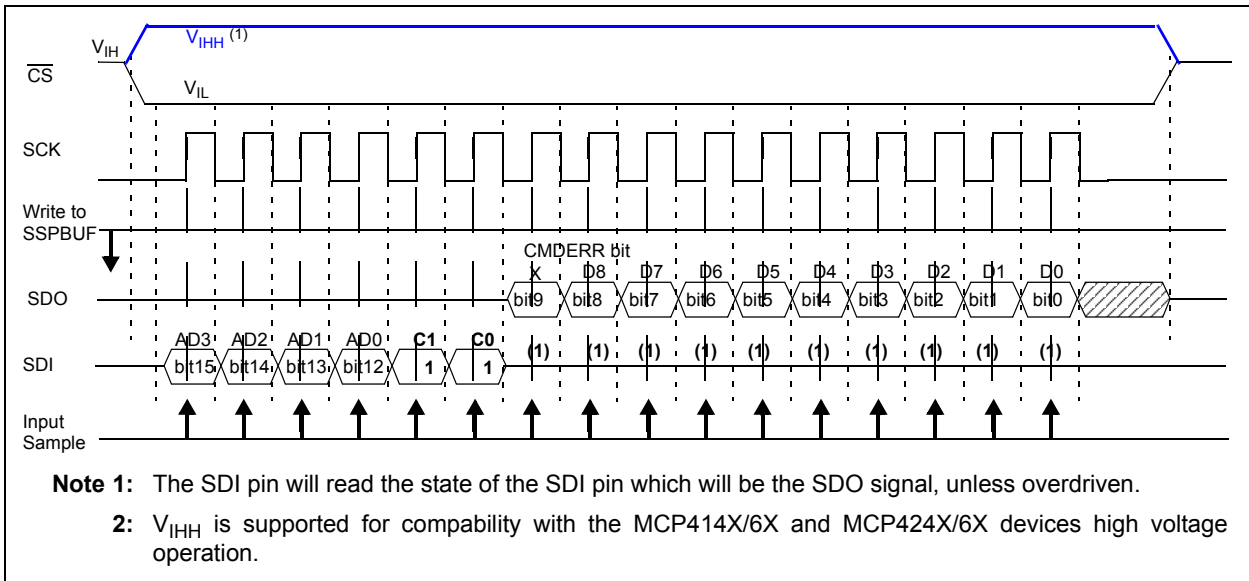 V_IHH (1)
V_IH
CS
V_IL
SCK
Write to
SSPBUF
CMDERR bit
X D8 D7 D6 D5 D4 D3 D2 D1 D0
SDO bit9 bit8 bit7 bit6 bit5 bit4 bit3 bit2 bit1 bit0
AD3 AD2 AD1 AD0 C1 C0 (1) (1) (1) (1) (1) (1) (1) (1) (1) (1)
SDI bit15 bit14 bit13 bit12 1 1
Input
Sample
Note 1: The SDI pin will read the state of the SDI pin which will be the SDO signal, unless overdriven.
2: V_IHH is supported for compability with the MCP414X/6X and MCP424X/6X devices high voltage
operation.